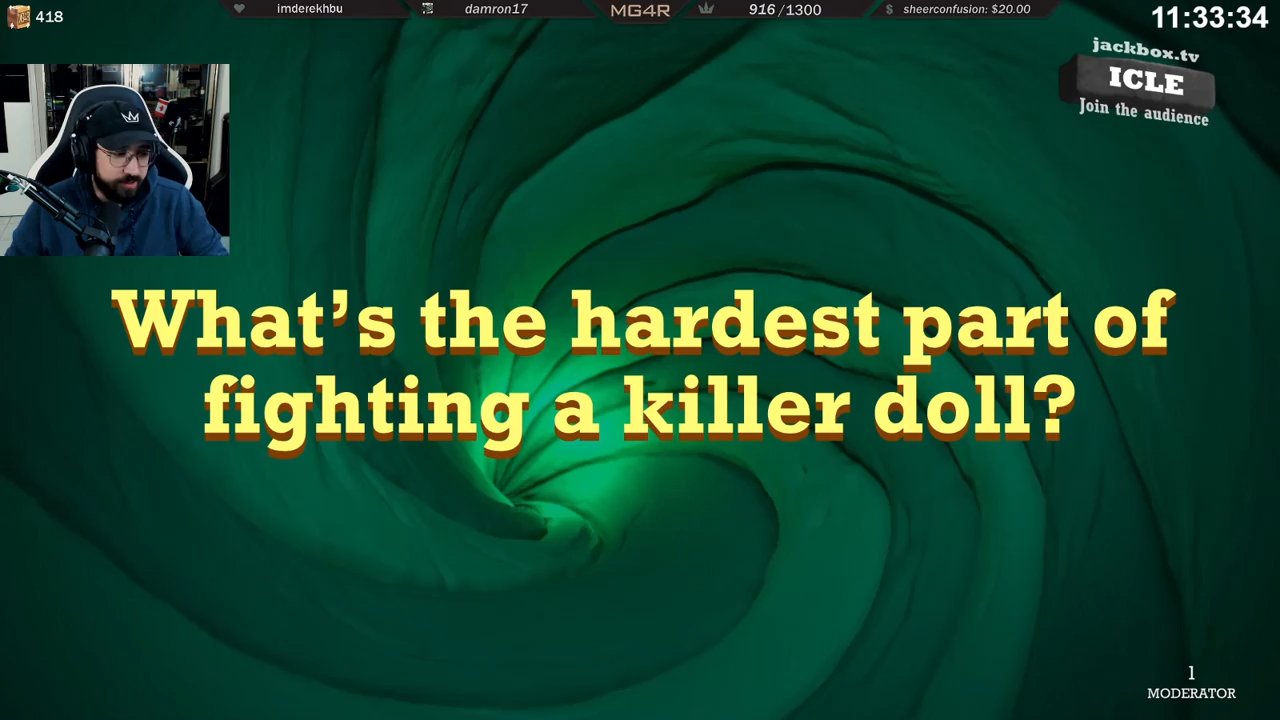 418
imderekhbu
damron17
MG4R
916 /1300
$ sheerconfusion: $20.00
11:33:34
jackbox.tv
ICLE
Join the audience
What's the hardest part of
fighting a killer doll?
1
MODERATOR